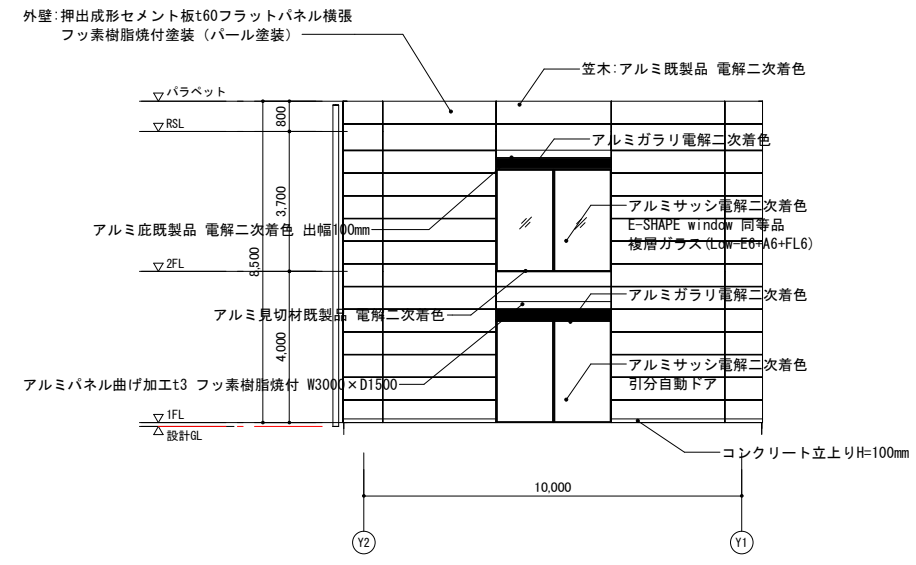 外壁:押出成形セメント板t60フラットパネル横張
フッ素樹脂焼付塗装（パール塗装）
笠木:アルミ既製品 電解二次着色
パラペット
800
RSL
アルミガラリ電解二次着色
3,700
アルミサッシ電解二次着色
E-SHAPE window 同等品
複層ガラス(Low-E6+A6+FL6)
アルミ庇既製品 電解二次着色 出幅100mm
8,500
2FL
アルミガラリ電解二次着色
アルミ見切材既製品 電解二次着色
4,000
アルミサッシ電解二次着色
引分自動ドア
アルミパネル曲げ加工t3 フッ素樹脂焼付 W3000×D1500
1FL
設計GL
コンクリート立上りH=100mm
10,000
Y2
Y1